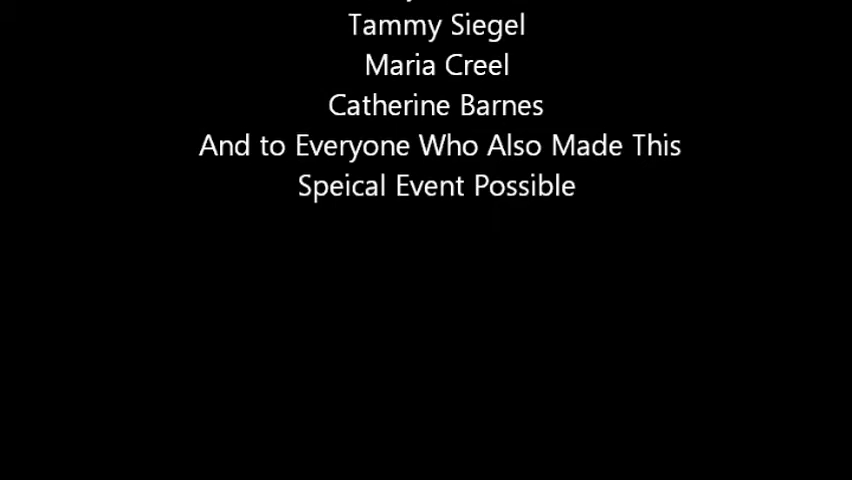 Tammy Siegel
Maria Creel
Catherine Barnes
And to Everyone Who Also Made This
Speical Event Possible